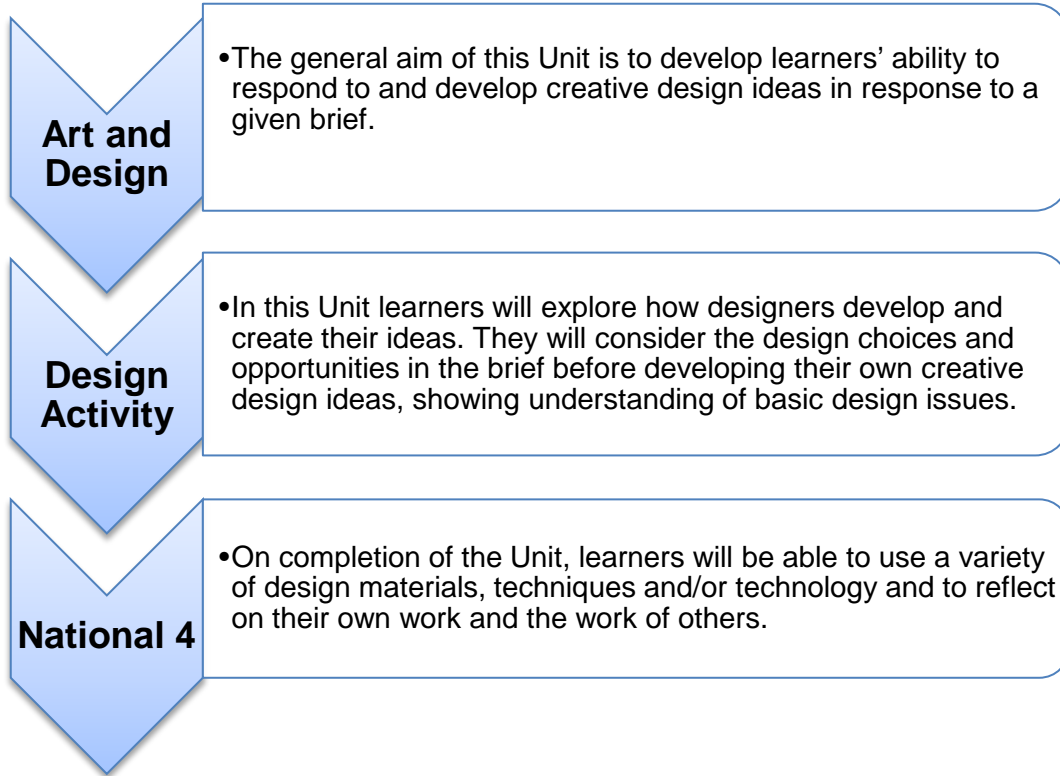 Art and
Design
•The general aim of this Unit is to develop learners’ ability to
respond to and develop creative design ideas in response to a
given brief.
Design
Activity
•In this Unit learners will explore how designers develop and
create their ideas. They will consider the design choices and
opportunities in the brief before developing their own creative
design ideas, showing understanding of basic design issues.
National 4
•On completion of the Unit, learners will be able to use a variety
of design materials, techniques and/or technology and to reflect
on their own work and the work of others.